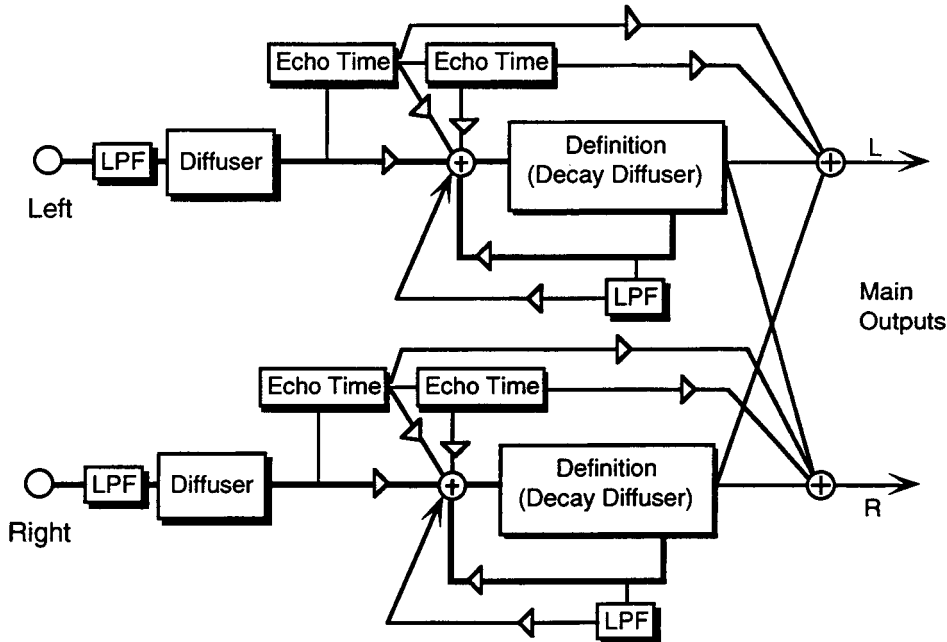 Echo Time
Echo Time
LPF
Diffuser
Definition
(Decay Diffuser)
L
Left
LPF
Main
Outputs
Echo Time
Echo Time
LPF
Diffuser
Definition
(Decay Diffuser)
R
Right
LPF